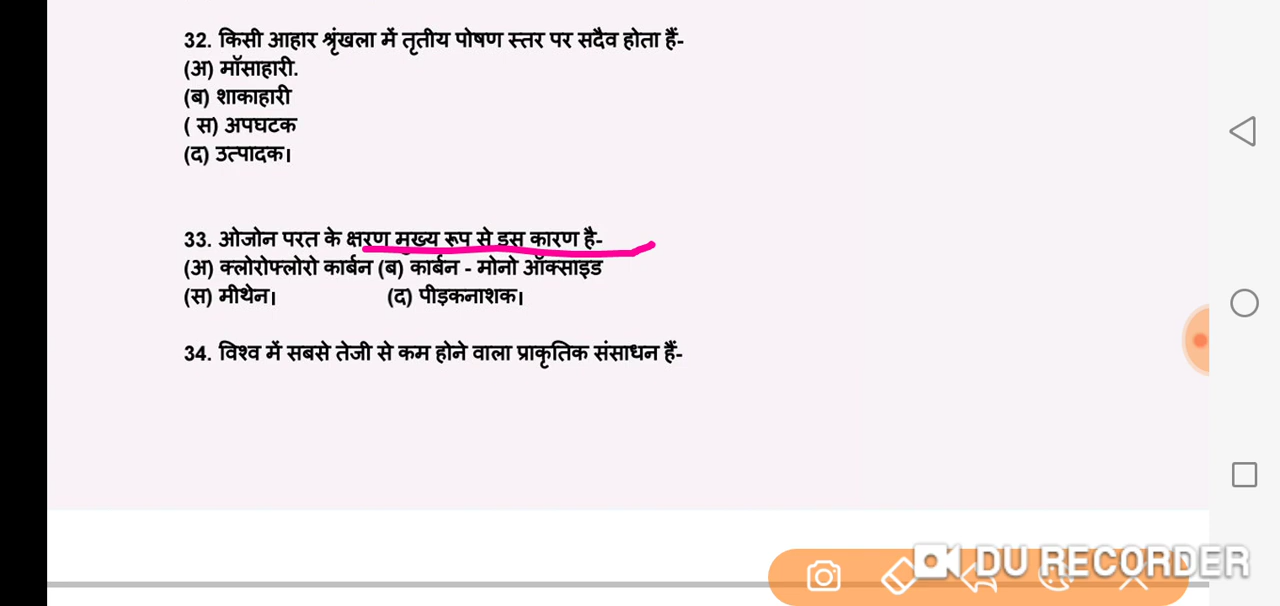 32. किसी आहार श्रृंखला में तृतीय पोषण स्तर पर सदैव होता हैं-
(अ) मॉसाहारी.
(ब) शाकाहारी
( स) अपघटक
(द) उत्पादक।
33. ओजोन परत के क्षरण मुख्य रूप से इस कारण है-
(अ) क्लोरोफ्लोरो कार्बन (ब) कार्बन - मोनो ऑक्साइड
(स) मीथेन। (द) पीड़कनाशक।
34. विश्व में सबसे तेजी से कम होने वाला प्राकृतिक संसाधन हैं-
DU RECORDER